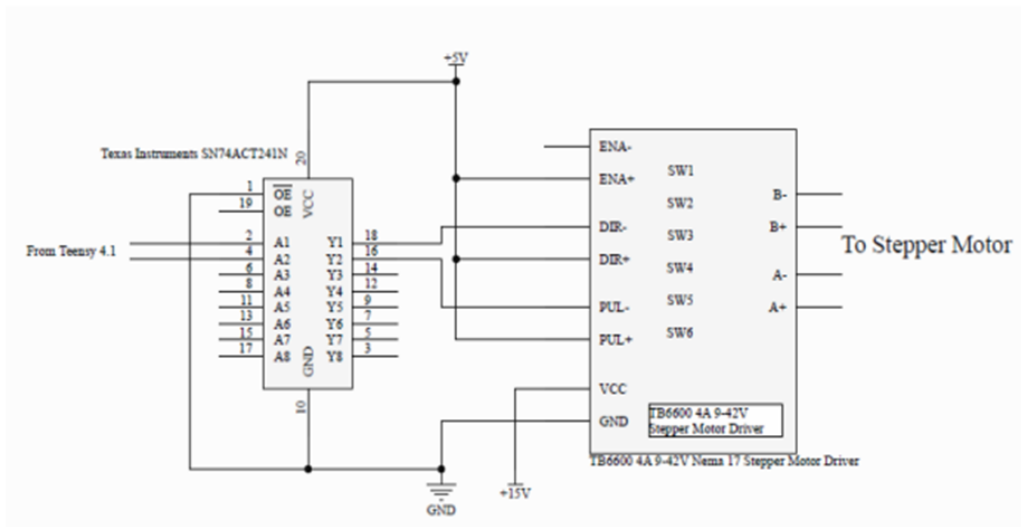 +5V
Texas Instruments SN74ACT241N
20
1
OE
VCC
19
OE
From Teensy 4.1
2
A1
Y1
18
4
A2
Y2
16
6
A3
Y3
14
8
A4
Y4
12
11
A5
Y5
9
13
A6
Y6
7
15
A7
Y7
5
17
A8
Y8
3
GND
10
GND
ENA-
ENA+
DIR-
DIR+
PUL-
PUL+
VCC
GND
SW1
SW2
SW3
SW4
SW5
SW6
B-
B+
A-
A+
To Stepper Motor
TB6600 4A 9-42V
Stepper Motor Driver
TB6600 4A 9-42V Nema 17 Stepper Motor Driver
+15V